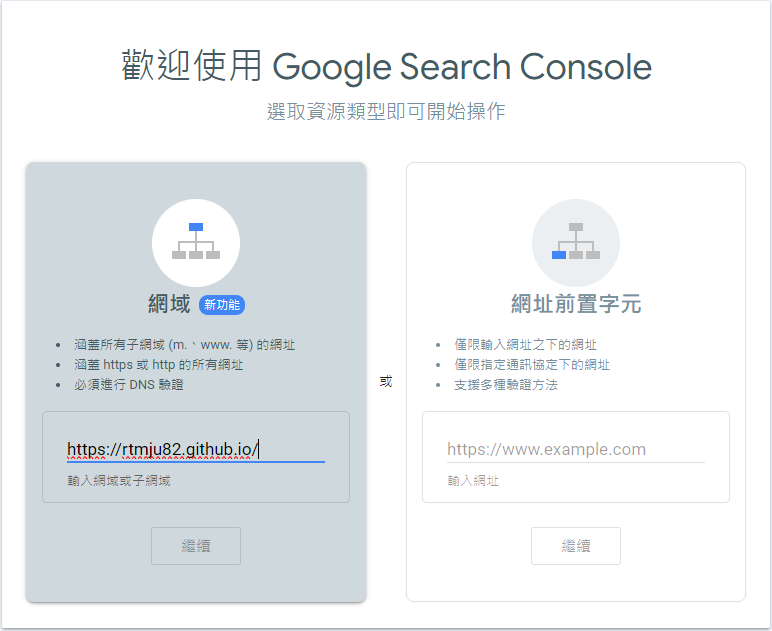 歡迎使用 Google Search Console
選取資源類型即可開始操作
網域 新功能
涵蓋所有子網域 (m.、www. 等) 的網址
涵蓋 https 或 http 的所有網址
必須進行 DNS 驗證
https://rtmju82.github.io/
輸入網域或子網域
繼續
或
網址前置字元
僅限輸入網址之下的網址
僅限指定通訊協定下的網址
支援多種驗證方法
https://www.example.com
輸入網址
繼續